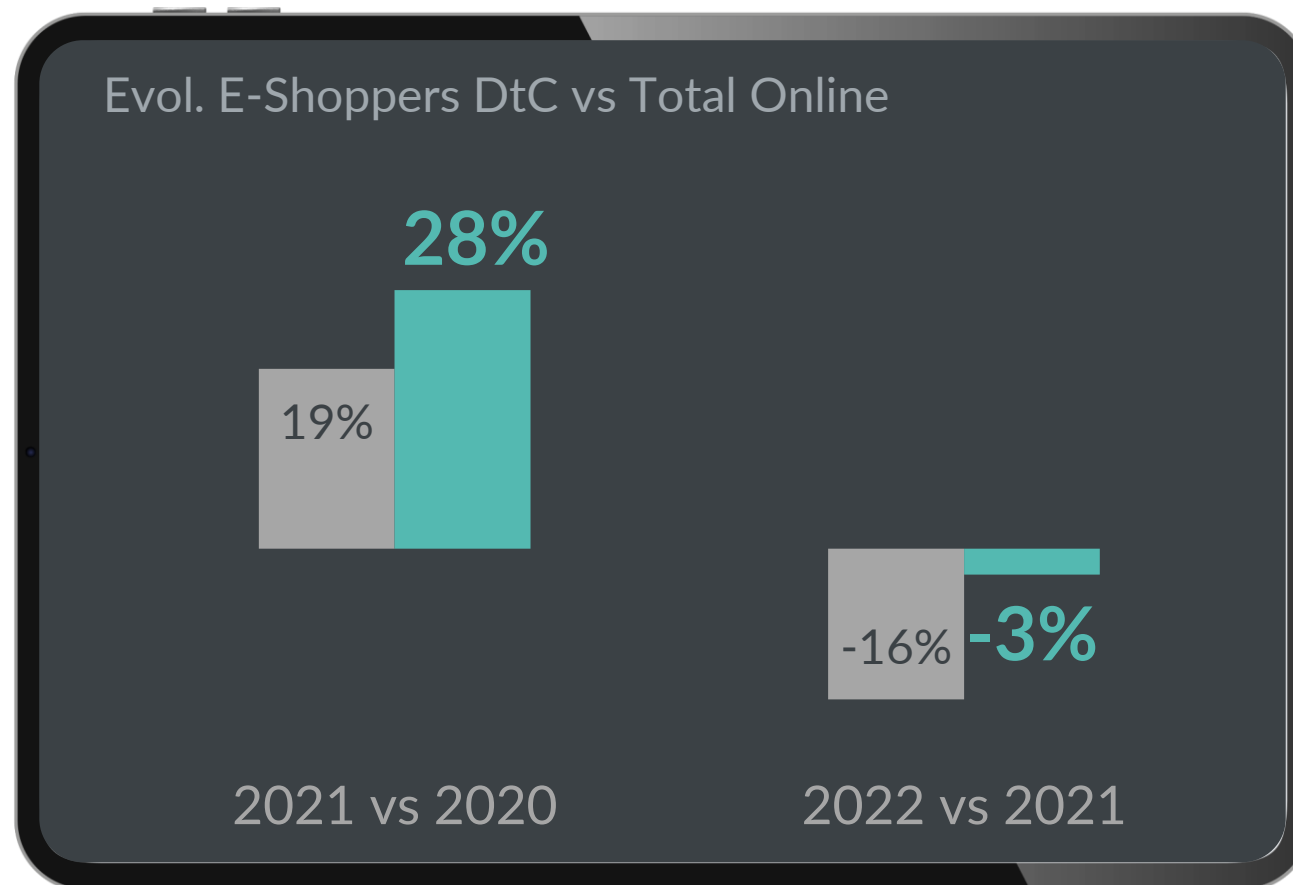 Evol. E-Shoppers DtC vs Total Online
28%
19%
-16%
-3%
2021 vs 2020
2022 vs 2021